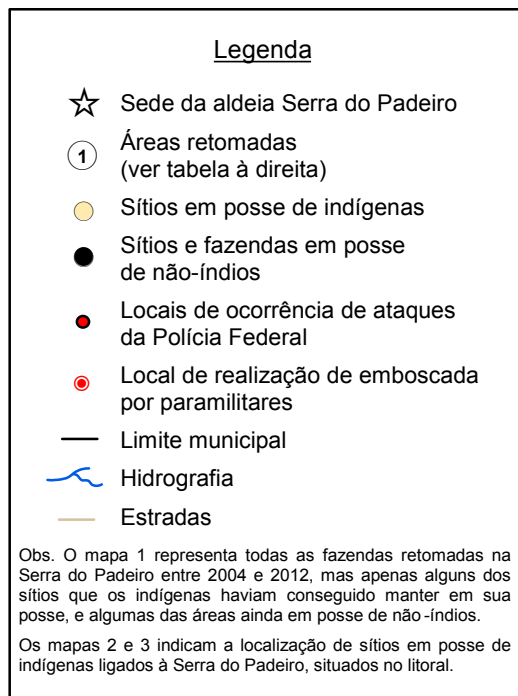 Legenda
Sede da aldeia Serra do Padeiro
1
Áreas retomadas
(ver tabela à direita)
Sítios em posse de indígenas
Sítios e fazendas em posse
de não-índios
Locais de ocorrência de ataques
da Polícia Federal
Local de realização de emboscada
por paramilitares
Limite municipal
Hidrografia
Estradas
Obs. O mapa 1 representa todas as fazendas retomadas na
Serra do Padeiro entre 2004 e 2012, mas apenas alguns dos
sítios que os indígenas haviam conseguido manter em sua
posse, e algumas das áreas ainda em posse de não-índios.
Os mapas 2 e 3 indicam a localização de sítios em posse de
indígenas ligados à Serra do Padeiro, situados no litoral.